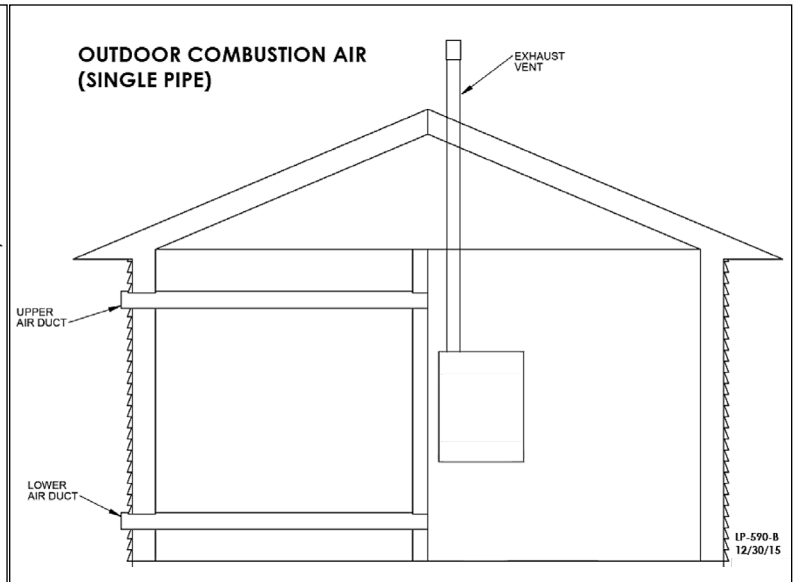 OUTDOOR COMBUSTION AIR
(SINGLE PIPE)
EXHAUST
VENT
UPPER
AIR DUCT
LOWER
AIR DUCT
LP-590-B
12/30/15